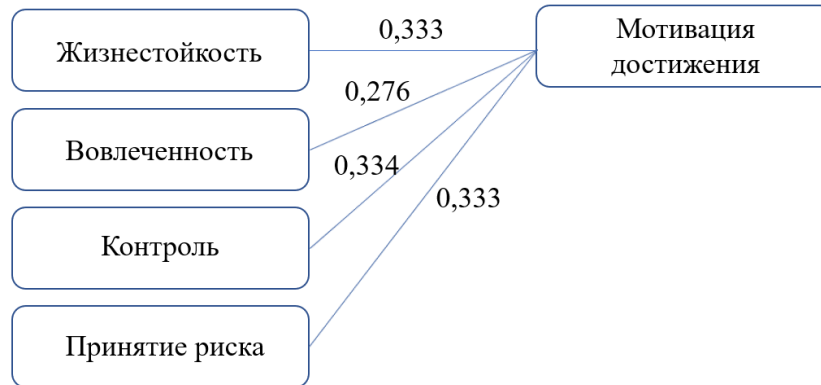 Жизнестойкость
0,333
Мотивация
достижения
0,276
Вовлеченность
0,334
0,333
Контроль
Принятие риска